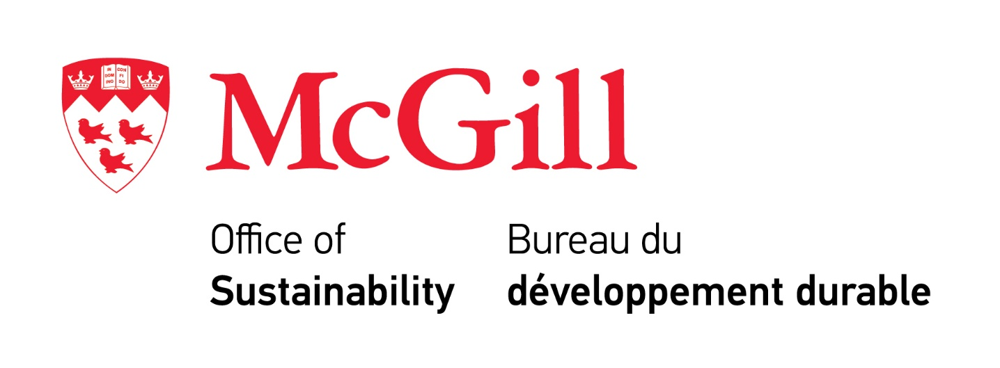 IN CON
DOM FI
INO DO
McGill
Office of
Sustainability
Bureau du
développement durable